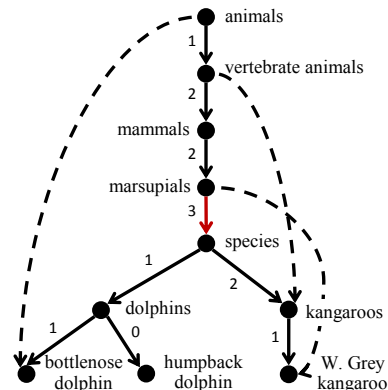 animals
1
vertebrate animals
2
mammals
2
marsupials
3
species
1
2
dolphins
kangaroos
1
0
1
bottlenose
dolphin
humpback
dolphin
W. Grey
kangaroo